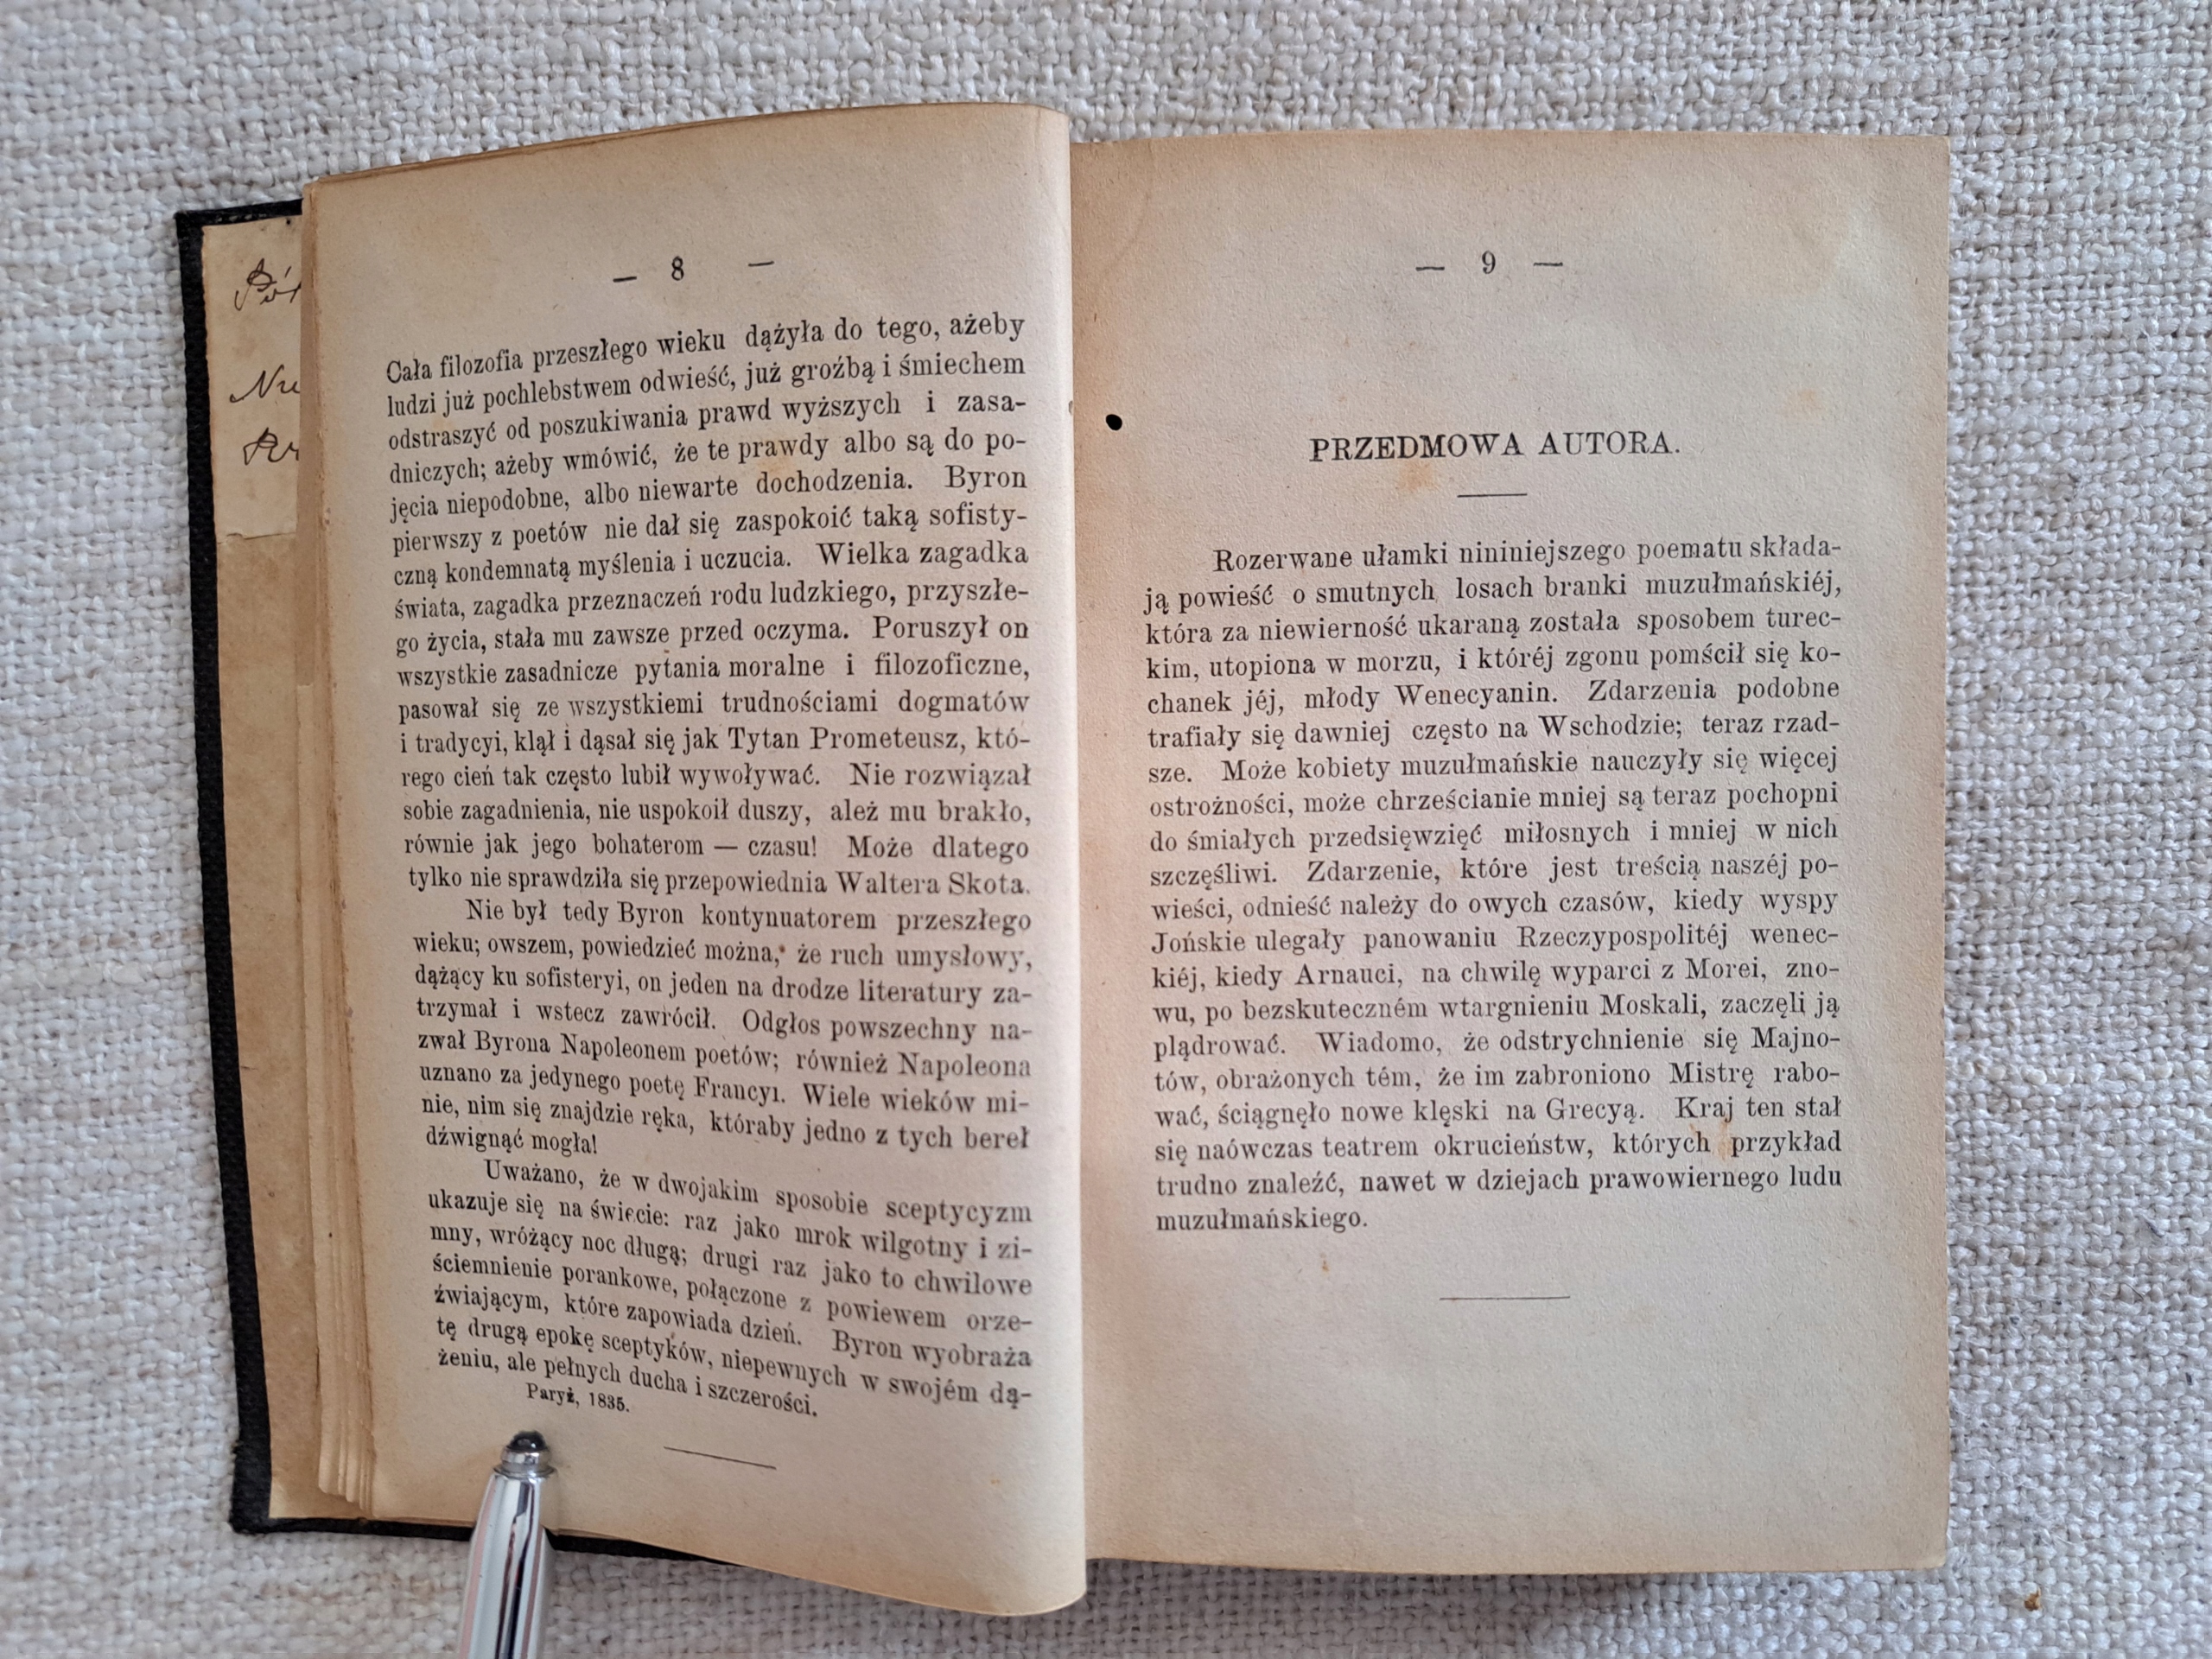 — 8 —
Cała filozofia przeszłego wieku dążyła do tego, ażeby
ludzi już pochlebstwem odwieść, już groźbą i śmiechem
odstraszyć od poszukiwania prawd wyższych i zasa-
dniczych; ażeby wmówić, że te prawdy albo są do po-
jęcia niepodobne, albo niewarte dochodzenia. Byron
pierwszy z poetów nie dał się zaspokoić taką sofisty-
czną kondemnatą myślenia i uczucia. Wielka zagadka
świata, zagadka przeznaczeń rodu ludzkiego, przyszłe-
go życia, stała mu zawsze przed oczyma. Poruszył on
wszystkie zasadnicze pytania moralne i filozoficzne,
pasował się ze wszystkiemi trudnościami dogmatów
i tradycyi, klął i dąsał się jak Tytan Prometeusz, któ-
rego cień tak często lubił wywoływać. Nie rozwiązał
sobie zagadnienia, nie uspokoił duszy, ależ mu brakło,
równie jak jego bohaterom — czasu! Może dlatego
tylko nie sprawdziła się przepowiednia Waltera Skota.
Nie był tedy Byron kontynuatorem przeszłego
wieku; owszem, powiedzieć można, że ruch umysłowy,
dążący ku sofisteryi, on jeden na drodze literatury za-
trzymał i wstecz zawrócił. Odgłos powszechny na-
zwał Byrona Napoleonem poetów; również Napoleona
uznano za jedynego poetę Francyi. Wiele wieków mi-
nie, nim się znajdzie ręka, któraby jedno z tych bereł
dźwignąć mogła!
Uważano, że w dwojakim sposobie sceptycyzm
ukazuje się na świecie: raz jako mrok wilgotny i zi-
mny, wróżący noc długą; drugi raz jako to chwilowe
ściemnienie porankowe, połączone z powiewem orze-
źwiającym, które zapowiada dzień. Byron wyobraża
tę drugą epokę sceptyków, niepewnych w swojém dą-
żeniu, ale pełnych ducha i szczerości.
Paryż, 1835.
— 9 —
PRZEDMOWA AUTORA.
Rozerwane ułamki nininiejszego poematu składa-
ją powieść o smutnych losach branki muzułmańskiéj,
która za niewierność ukaraną została sposobem turec-
kim, utopiona w morzu, i któréj zgonu pomścił się ko-
chanek jéj, młody Wenecyanin. Zdarzenia podobne
trafiały się dawniej często na Wschodzie; teraz rzad-
sze. Może kobiety muzułmańskie nauczyły się więcej
ostrożności, może chrześcianie mniej są teraz pochopni
do śmiałych przedsięwzięć miłosnych i mniej w nich
szczęśliwi. Zdarzenie, które jest treścią naszéj po-
wieści, odnieść należy do owych czasów, kiedy wyspy
Jońskie ulegały panowaniu Rzeczypospolitéj wenec-
kiéj, kiedy Arnauci, na chwilę wyparci z Morei, zno-
wu, po bezskuteczném wtargnieniu Moskali, zaczęli ją
plądrować. Wiadomo, że odstrychnienie się Majno-
tów, obrażonych tém, że im zabroniono Mistrę rabo-
wać, ściągnęło nowe klęski na Grecyą. Kraj ten stał
się naówczas teatrem okrucieństw, których przykład
trudno znaleźć, nawet w dziejach prawowiernego ludu
muzułmańskiego.